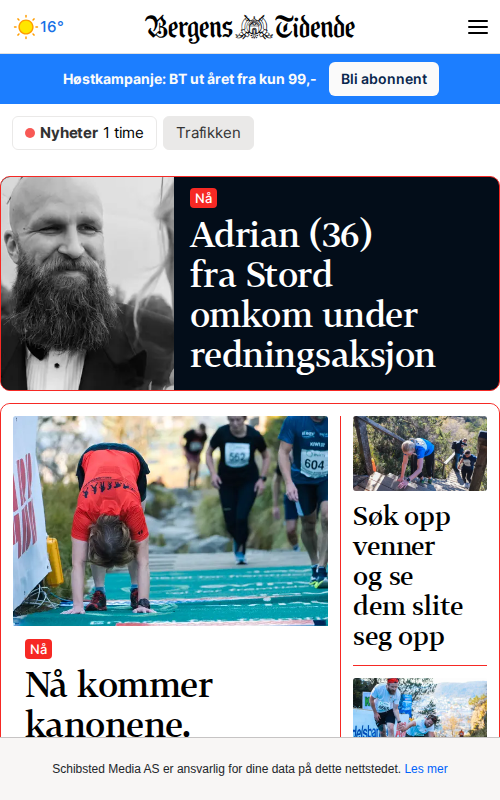 16°
Bergens Tidende
Høstkampanje: BT ut året fra kun 99,-
Bli abonnent
Nyheter 1 time
Trafikken
Nå
Adrian (36)
fra Stord
omkom under
redningsaksjon
562
604
Søk opp
venner
og se
dem slite
seg opp
Nå
Nå kommer
kanonene.
Schibsted Media AS er ansvarlig for dine data på dette nettstedet. Les mer